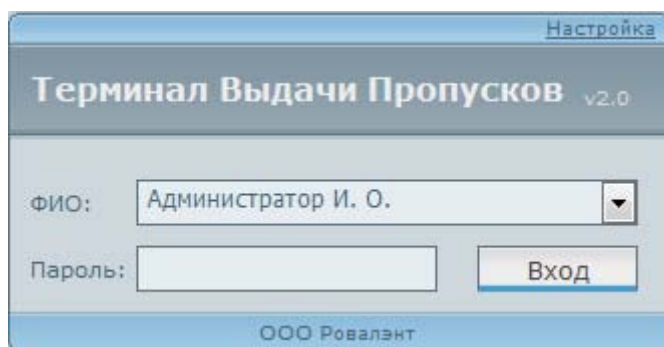 Настройка
Терминал Выдачи Пропусков v2.0
ФИО: Администратор И. О.
Пароль: Вход
ООО Ровалэнт